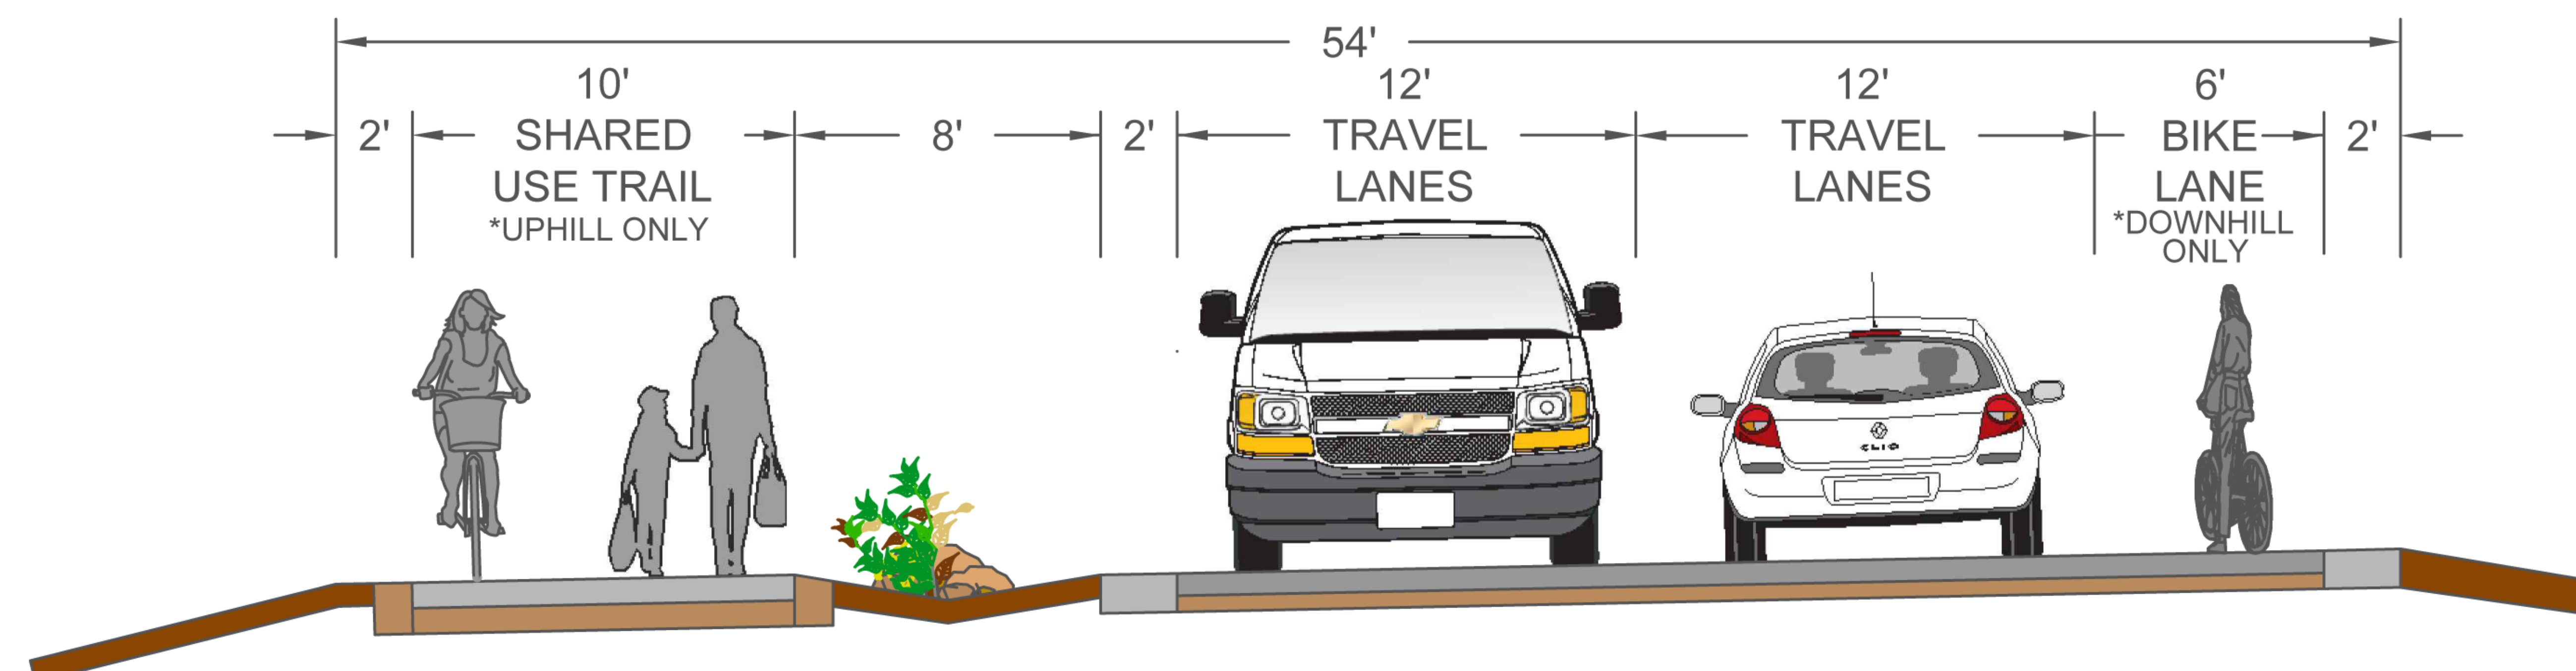 54'
10'
12'
12'
6'
2'
SHARED
8'
2'
TRAVEL
TRAVEL
BIKE
2'
USE TRAIL
LANES
LANES
LANE
*UPHILL ONLY
*DOWNHILL
ONLY
CLIO